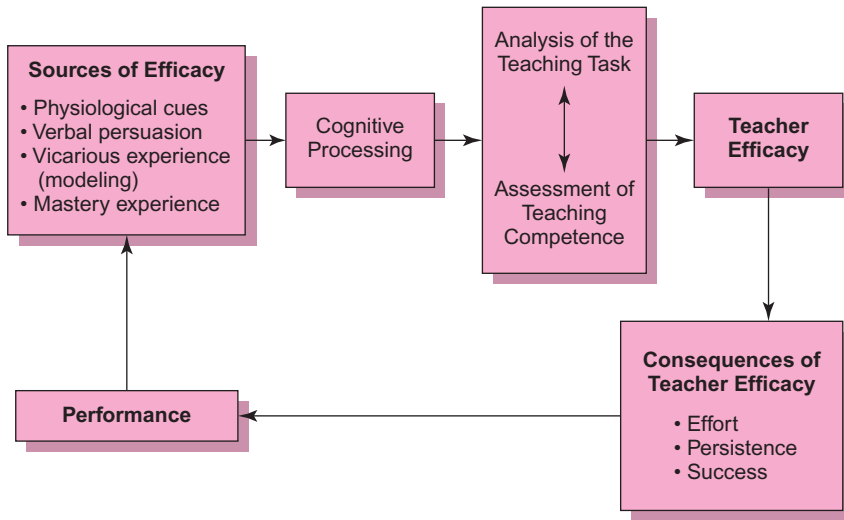 Sources of Efficacy
• Physiological cues
• Verbal persuasion
• Vicarious experience
(modeling)
• Mastery experience
Cognitive
Processing
Analysis of the
Teaching Task
Assessment of
Teaching
Competence
Teacher
Efficacy
Consequences of
Teacher Efficacy
• Effort
• Persistence
• Success
Performance